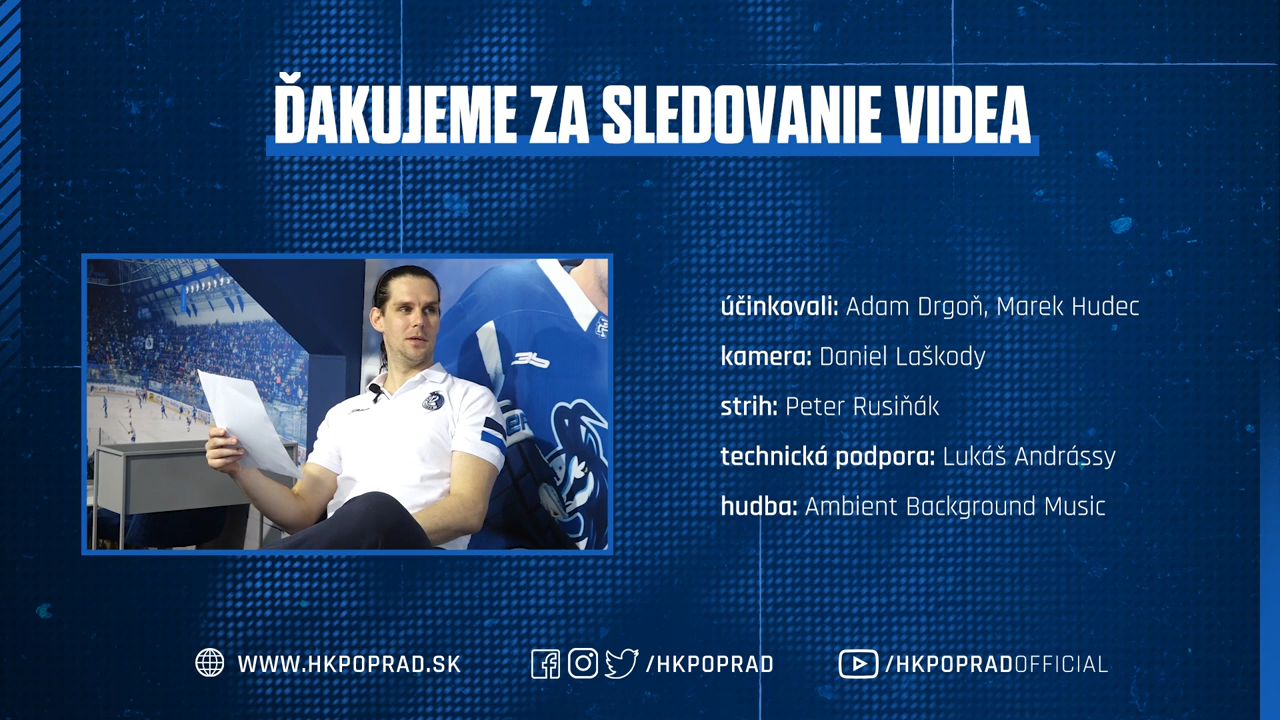 ĎAKUJEME ZA SLEDOVANIE VIDEA
účinkovali: Adam Drgoň, Marek Hudec
kamera: Daniel Laškody
strih: Peter Rusiňák
technická podpora: Lukáš Andrássy
hudba: Ambient Background Music
WWW.HKPOPRAD.SK
/HKPOPRAD
/HKPOPRADOFFICIAL